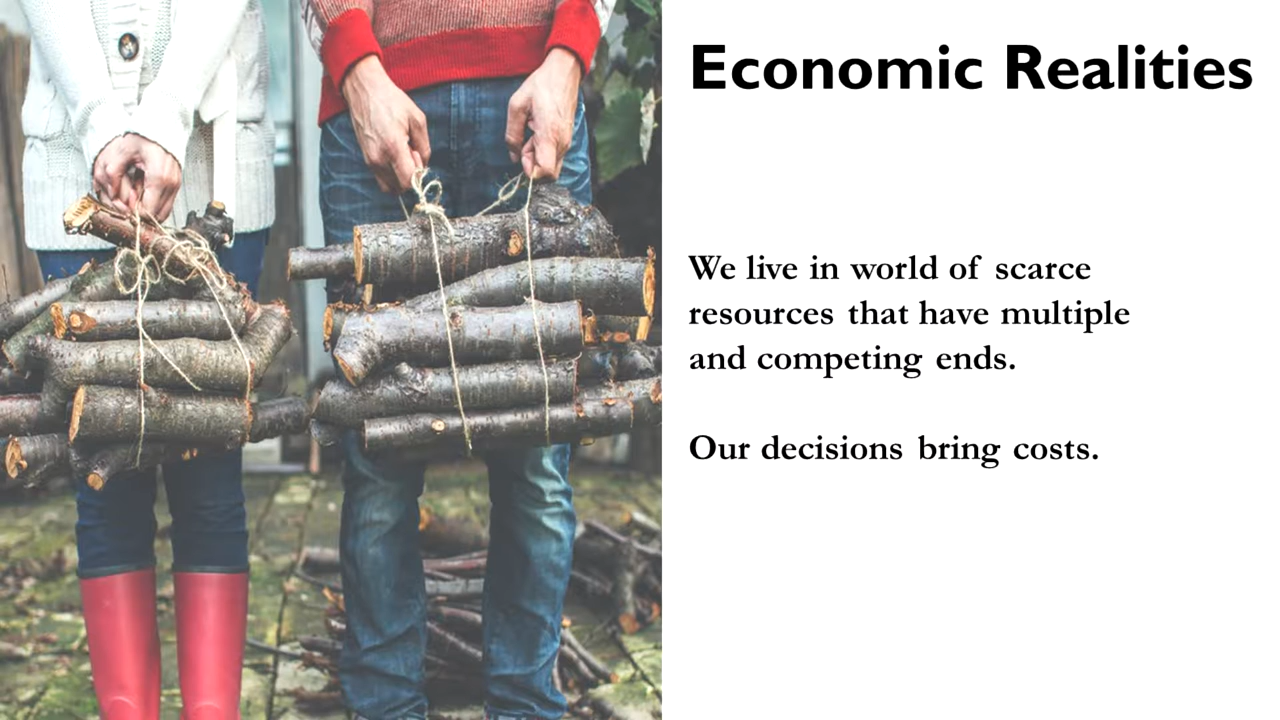 Economic Realities
We live in world of scarce
resources that have multiple
and competing ends.
Our decisions bring costs.